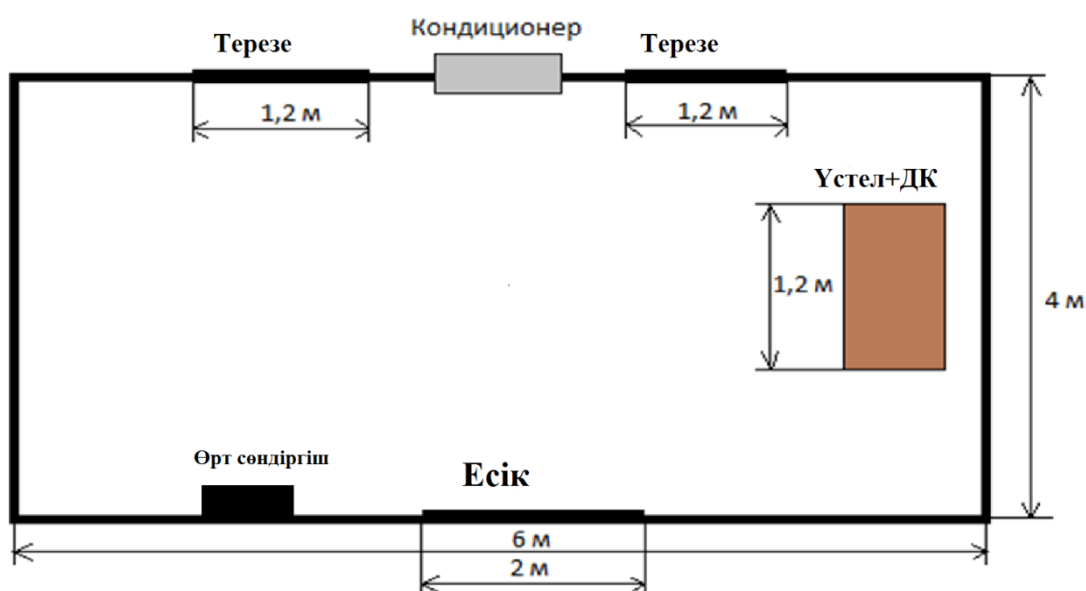 Кондиционер
Терезе
Терезе
1,2 м
1,2 м
Үстел+ДК
1,2 м
4 м
Өрт сөндіргіш
Есік
6 м
2 м